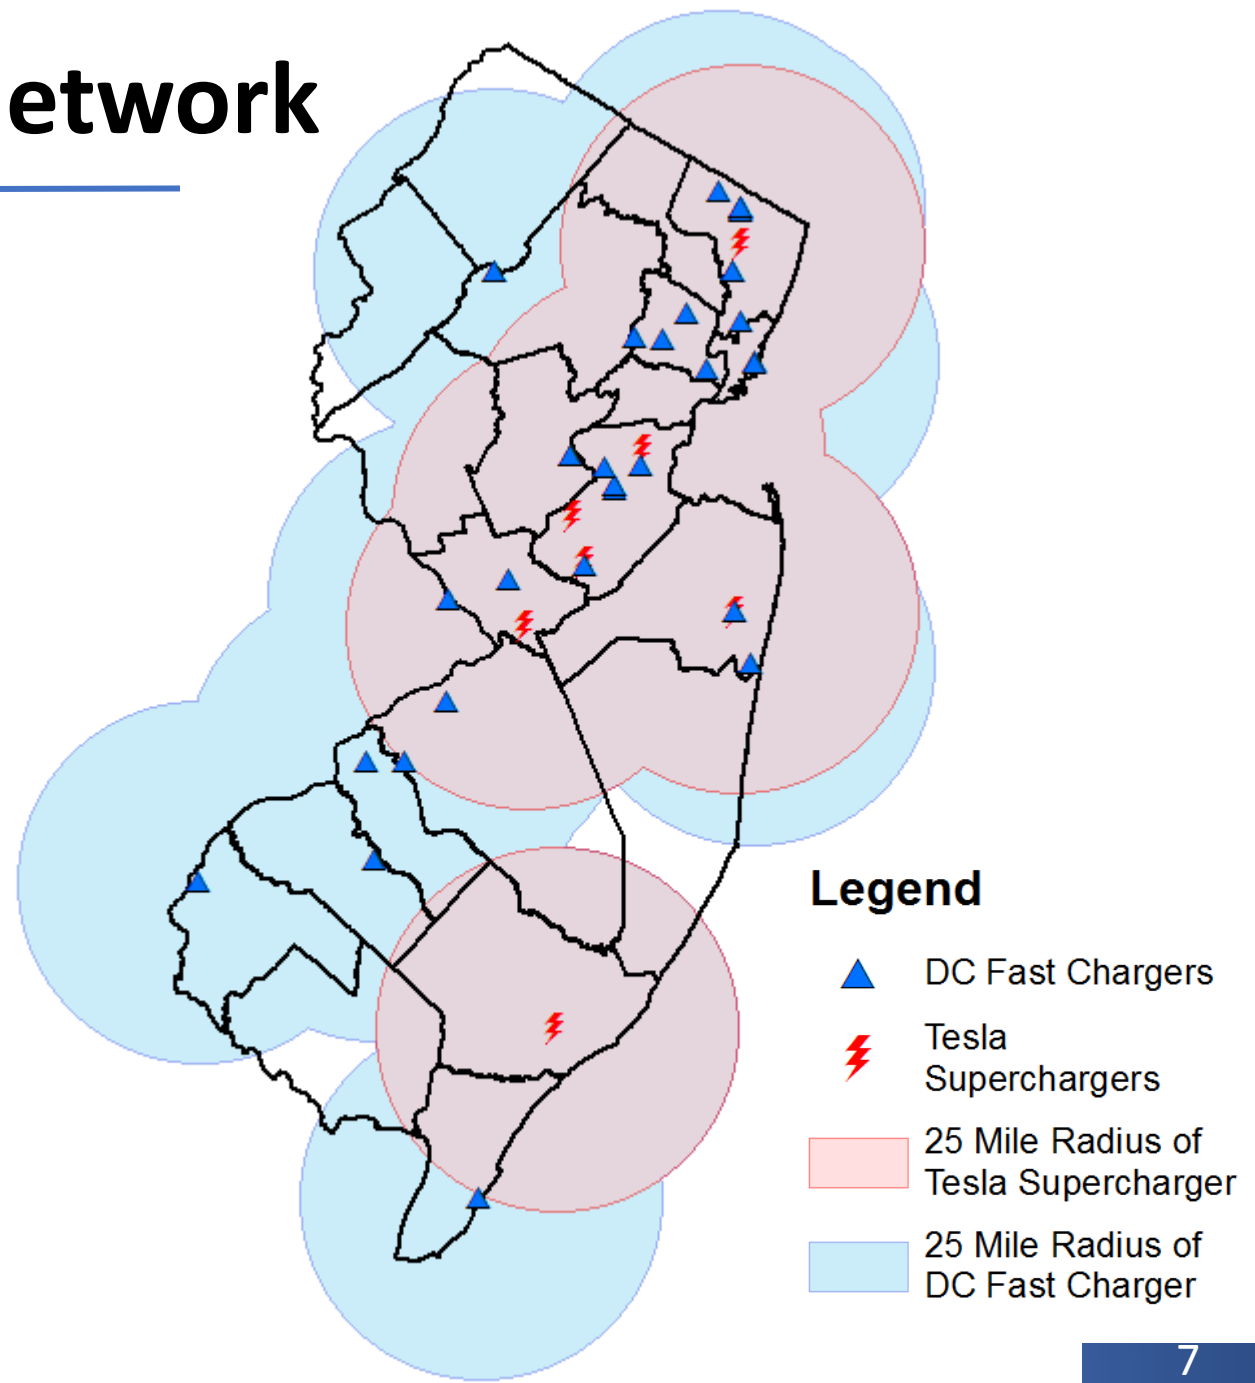 etwork
Legend
DC Fast Chargers
Tesla
Superchargers
25 Mile Radius of
Tesla Supercharger
25 Mile Radius of
DC Fast Charger
7